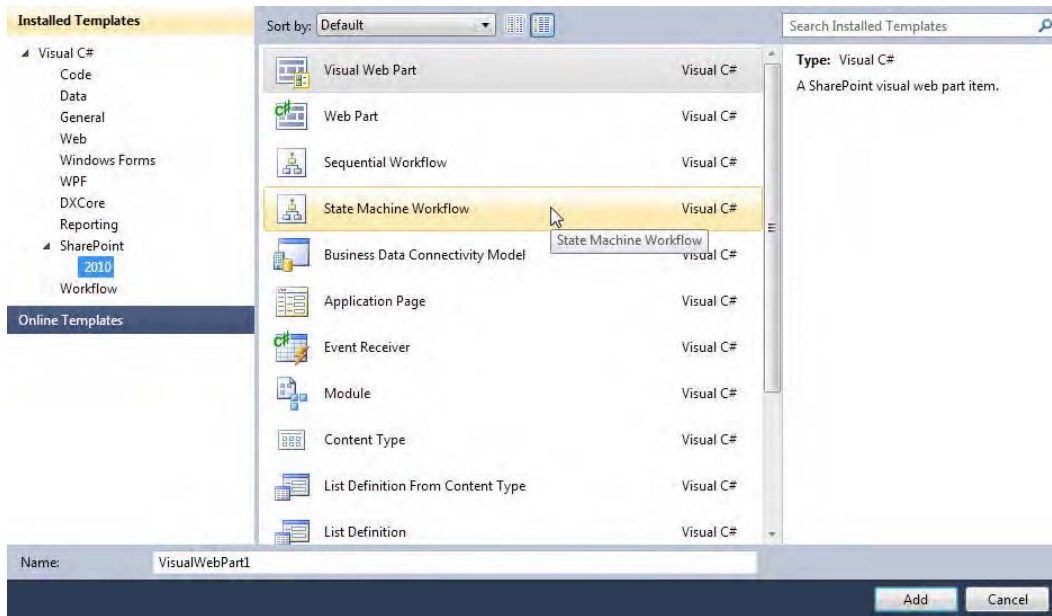 Installed Templates
Visual C#
Code
Data
General
Web
Windows Forms
WPF
DXCore
Reporting
SharePoint
2010
Workflow
Online Templates
Sort by: Default
Visual Web Part Visual C#
Web Part Visual C#
Sequential Workflow Visual C#
State Machine Workflow Visual C#
State Machine Workflow
Business Data Connectivity Model Visual C#
Application Page Visual C#
Event Receiver Visual C#
Module Visual C#
Content Type Visual C#
List Definition From Content Type Visual C#
List Definition Visual C#
Search Installed Templates
Type: Visual C#
A SharePoint visual web part item.
Name: VisualWebPart1
Add Cancel